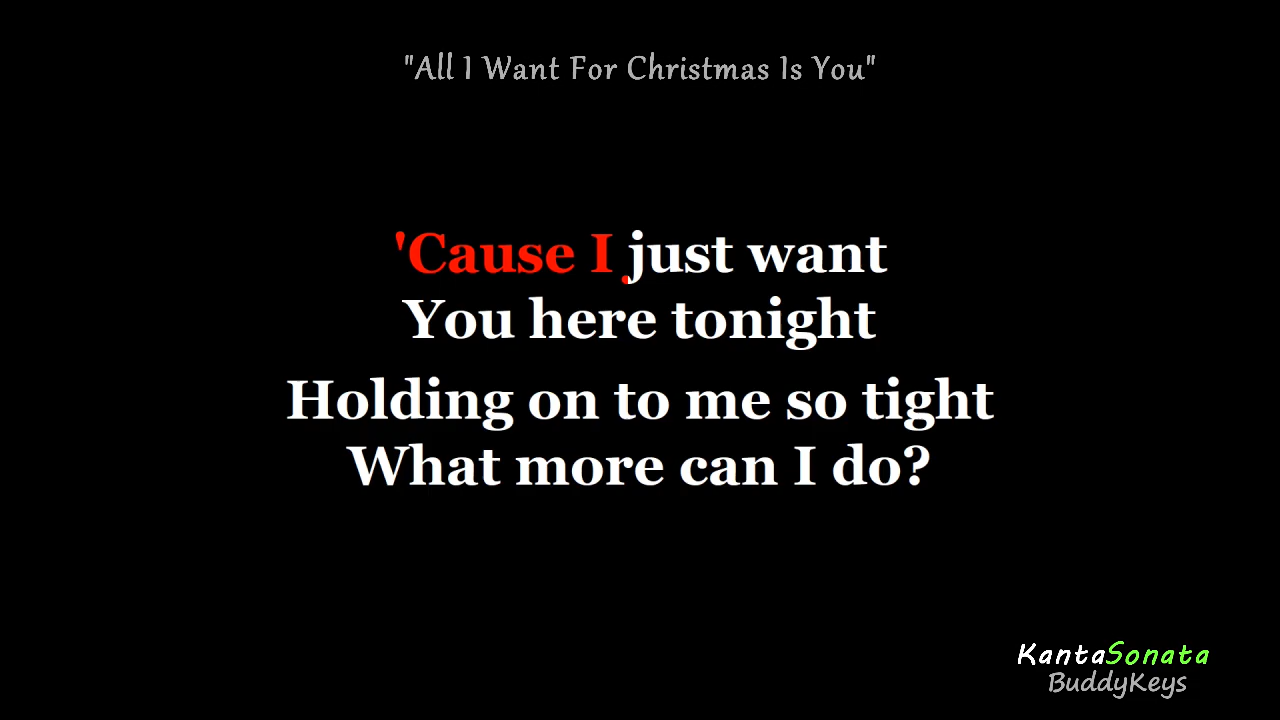 "All I Want For Christmas Is You"
'Cause I just want
You here tonight
Holding on to me so tight
What more can I do?
KantaSonata
BuddyKeys